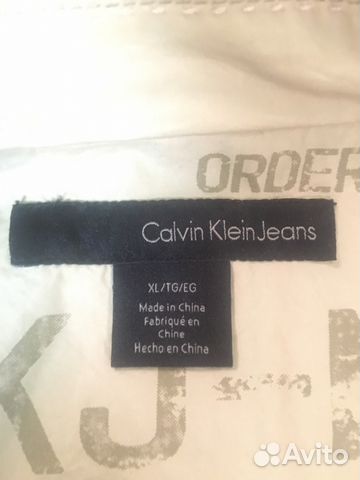 ORDER
Calvin Klein Jeans
XL/TG/EG
Made in China
Fabriqué en
Chine
Hecho en China
KJ-
Avito